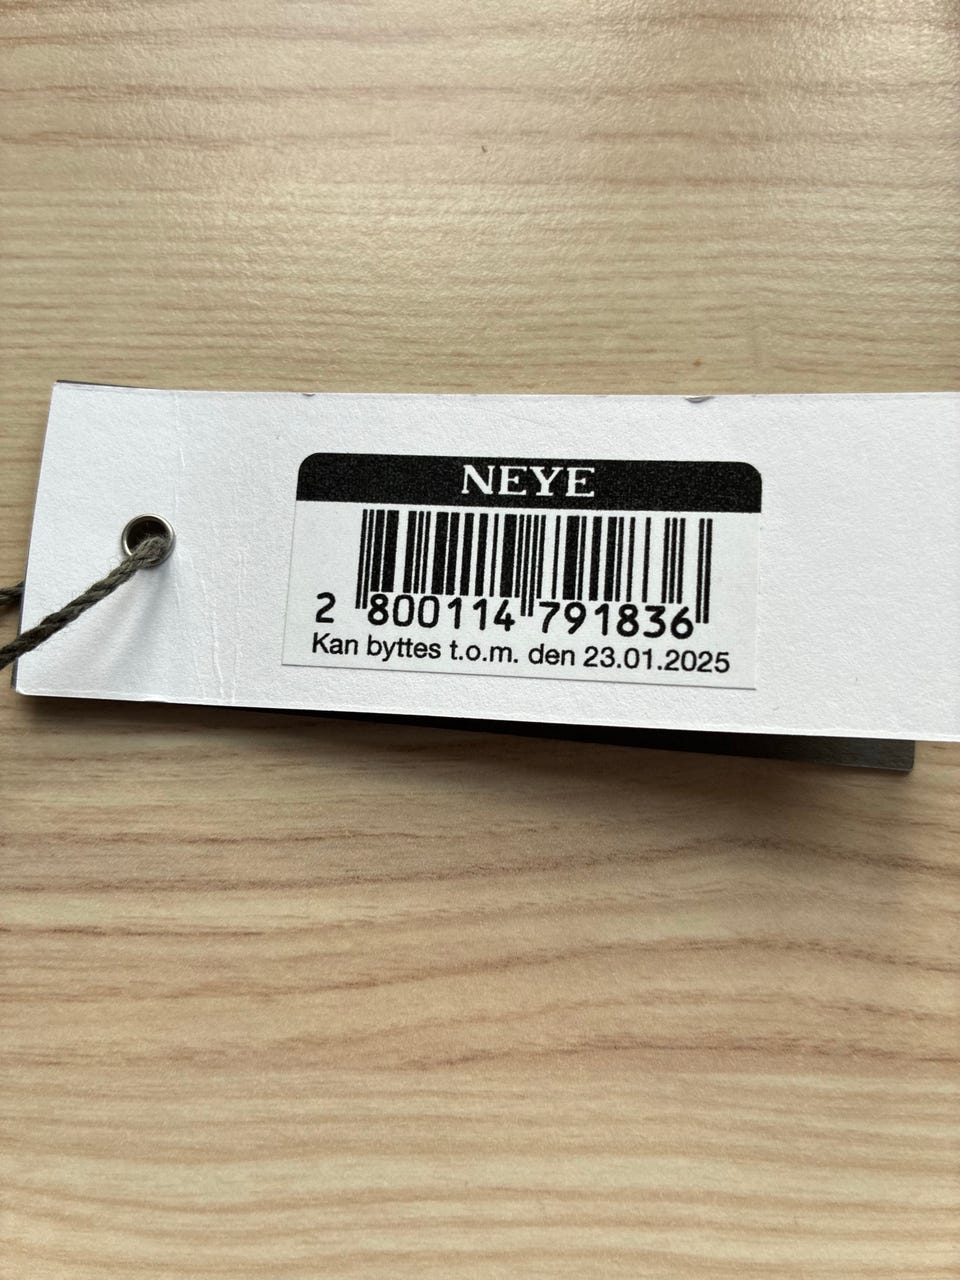 NEYE
2 800114 791836
Kan byttes t.o.m. den 23.01.2025